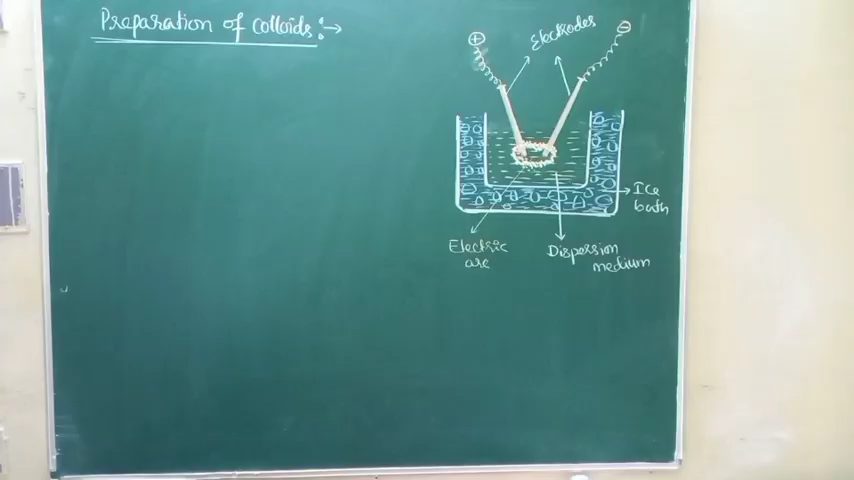 Preparation of Colloids:→
⊕
⊖
Electrodes
Ice
bath
Electric
arc
Dispersion
medium